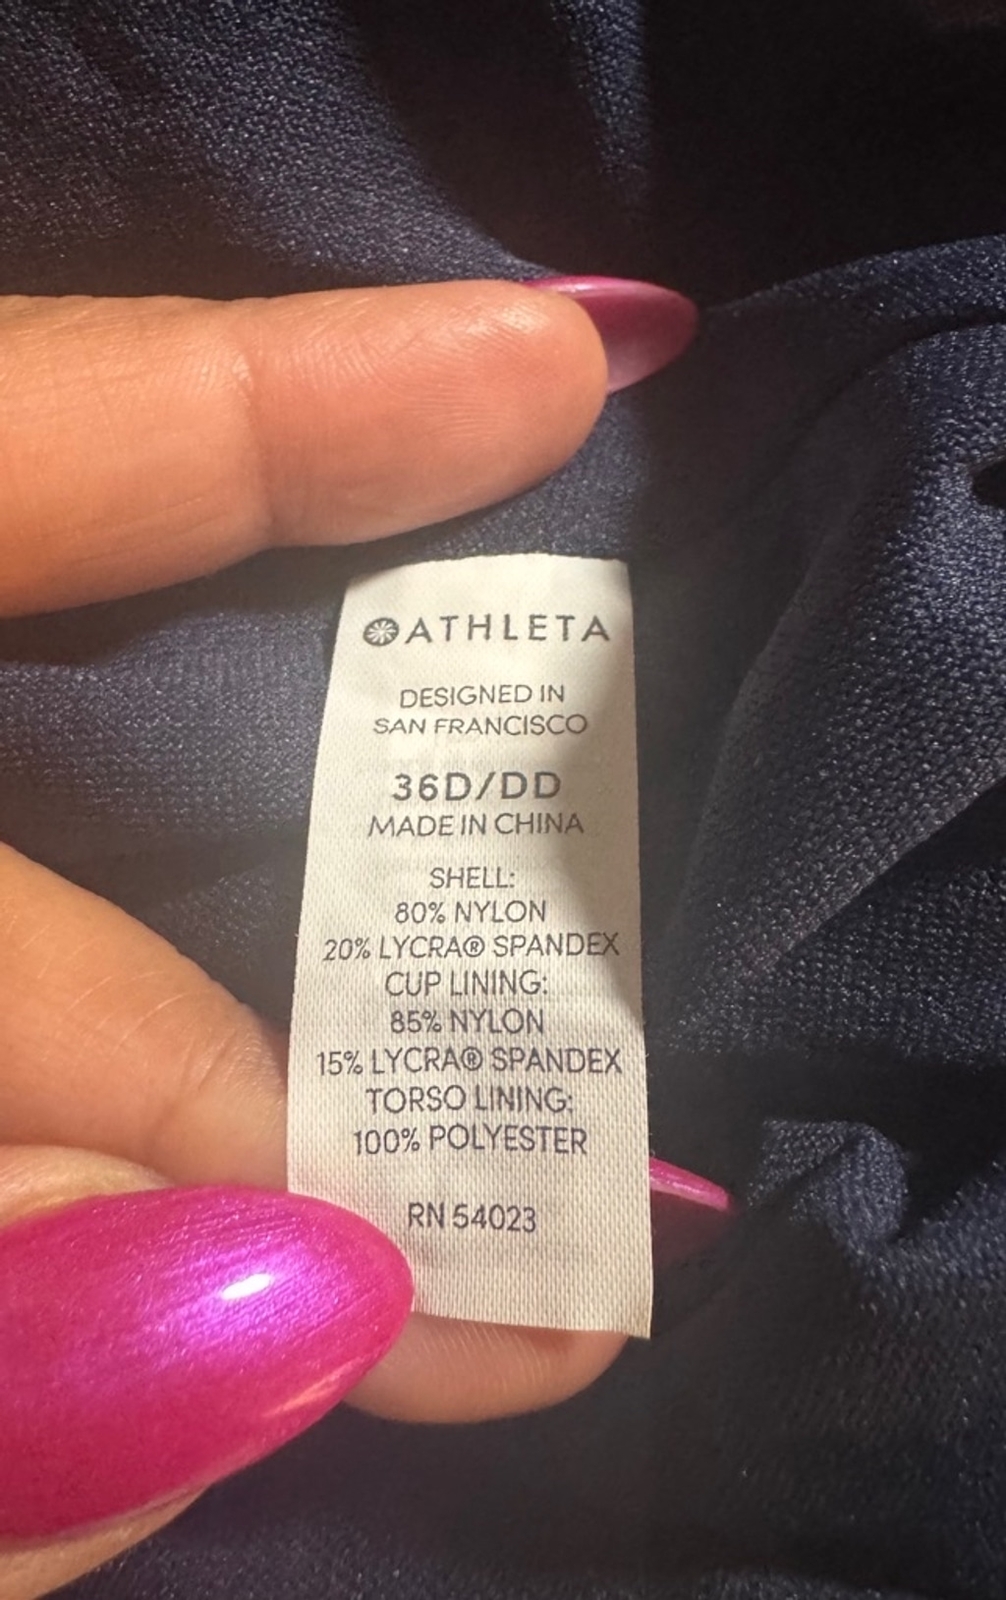 ATHLETA
DESIGNED IN
SAN FRANCISCO
36D/DD
MADE IN CHINA
SHELL:
80% NYLON
20% LYCRA® SPANDEX
CUP LINING:
85% NYLON
15% LYCRA® SPANDEX
TORSO LINING:
100% POLYESTER
RN 54023